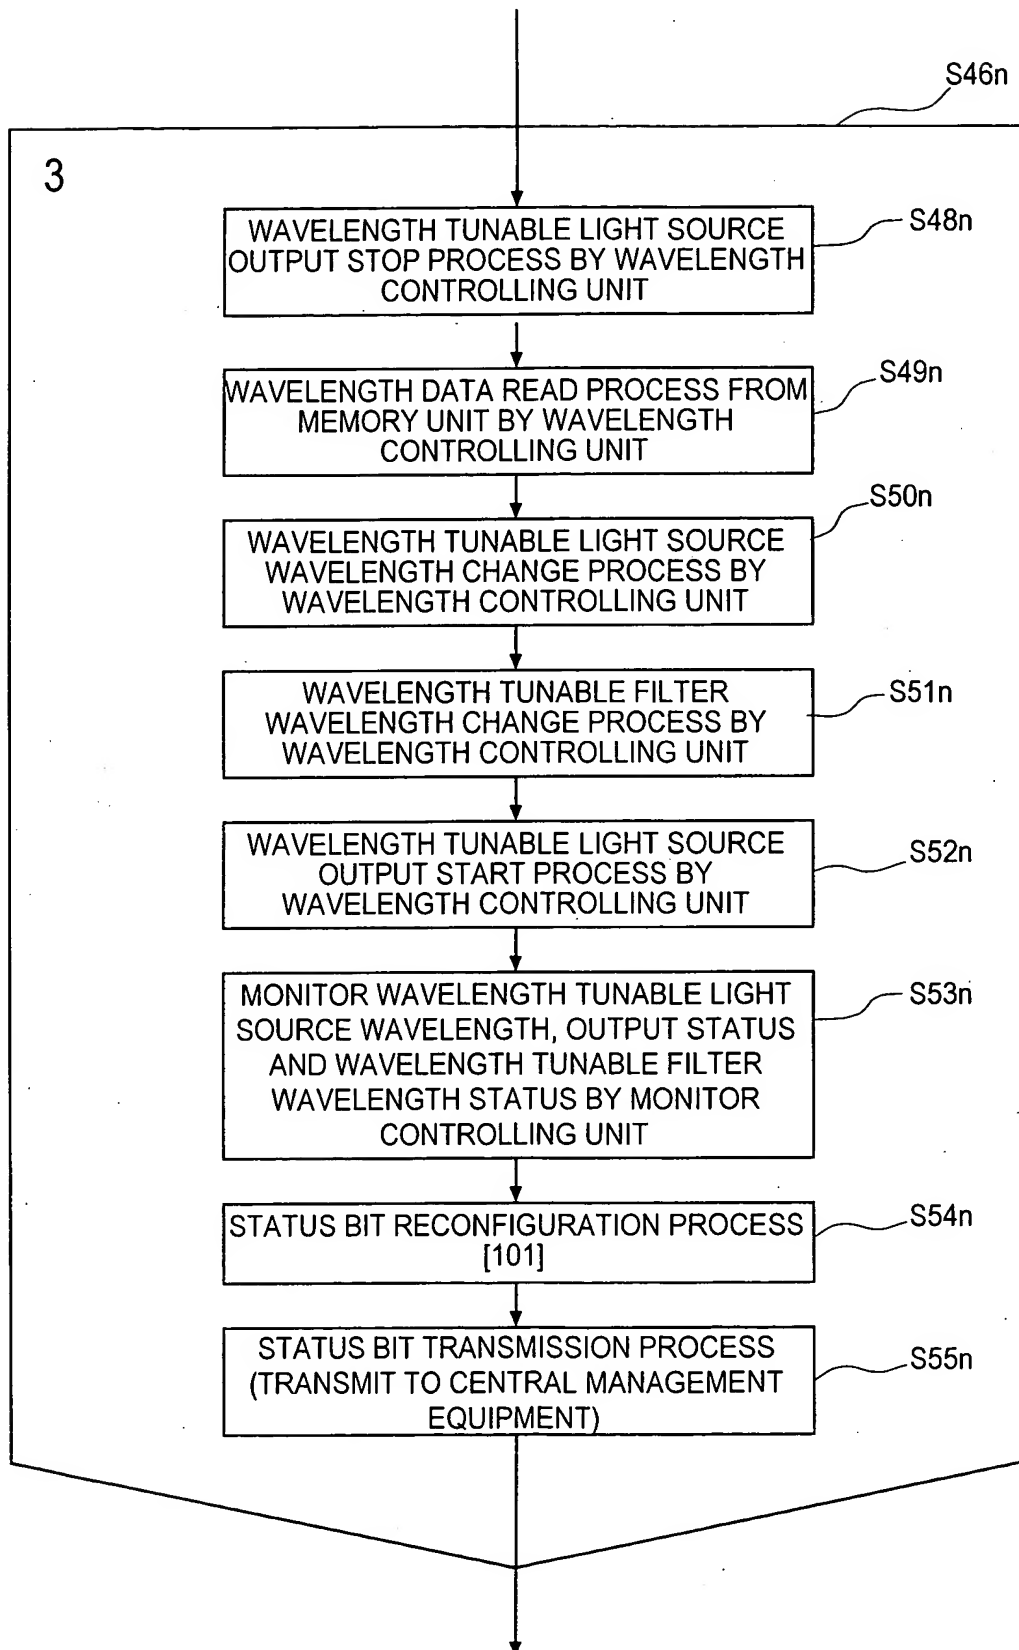 S46n
3
WAVELENGTH TUNABLE LIGHT SOURCE
OUTPUT STOP PROCESS BY WAVELENGTH
CONTROLLING UNIT
S48n
WAVELENGTH DATA READ PROCESS FROM
MEMORY UNIT BY WAVELENGTH
CONTROLLING UNIT
S49n
WAVELENGTH TUNABLE LIGHT SOURCE
WAVELENGTH CHANGE PROCESS BY
WAVELENGTH CONTROLLING UNIT
S50n
WAVELENGTH TUNABLE FILTER
WAVELENGTH CHANGE PROCESS BY
WAVELENGTH CONTROLLING UNIT
S51n
WAVELENGTH TUNABLE LIGHT SOURCE
OUTPUT START PROCESS BY
WAVELENGTH CONTROLLING UNIT
S52n
MONITOR WAVELENGTH TUNABLE LIGHT
SOURCE WAVELENGTH, OUTPUT STATUS
AND WAVELENGTH TUNABLE FILTER
WAVELENGTH STATUS BY MONITOR
CONTROLLING UNIT
S53n
STATUS BIT RECONFIGURATION PROCESS
[101]
S54n
STATUS BIT TRANSMISSION PROCESS
(TRANSMIT TO CENTRAL MANAGEMENT
EQUIPMENT)
S55n